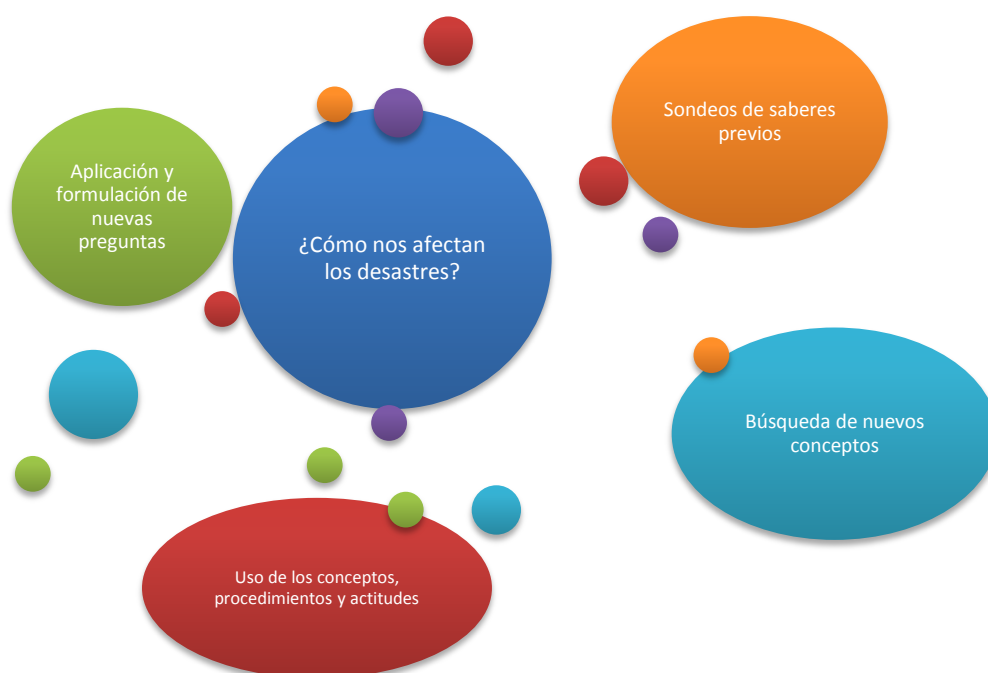 Sondeos de saberes
previos
Aplicación y
formulación de
nuevas
preguntas
¿Cómo nos afectan
los desastres?
Búsqueda de nuevos
conceptos
Uso de los conceptos,
procedimientos y actitudes